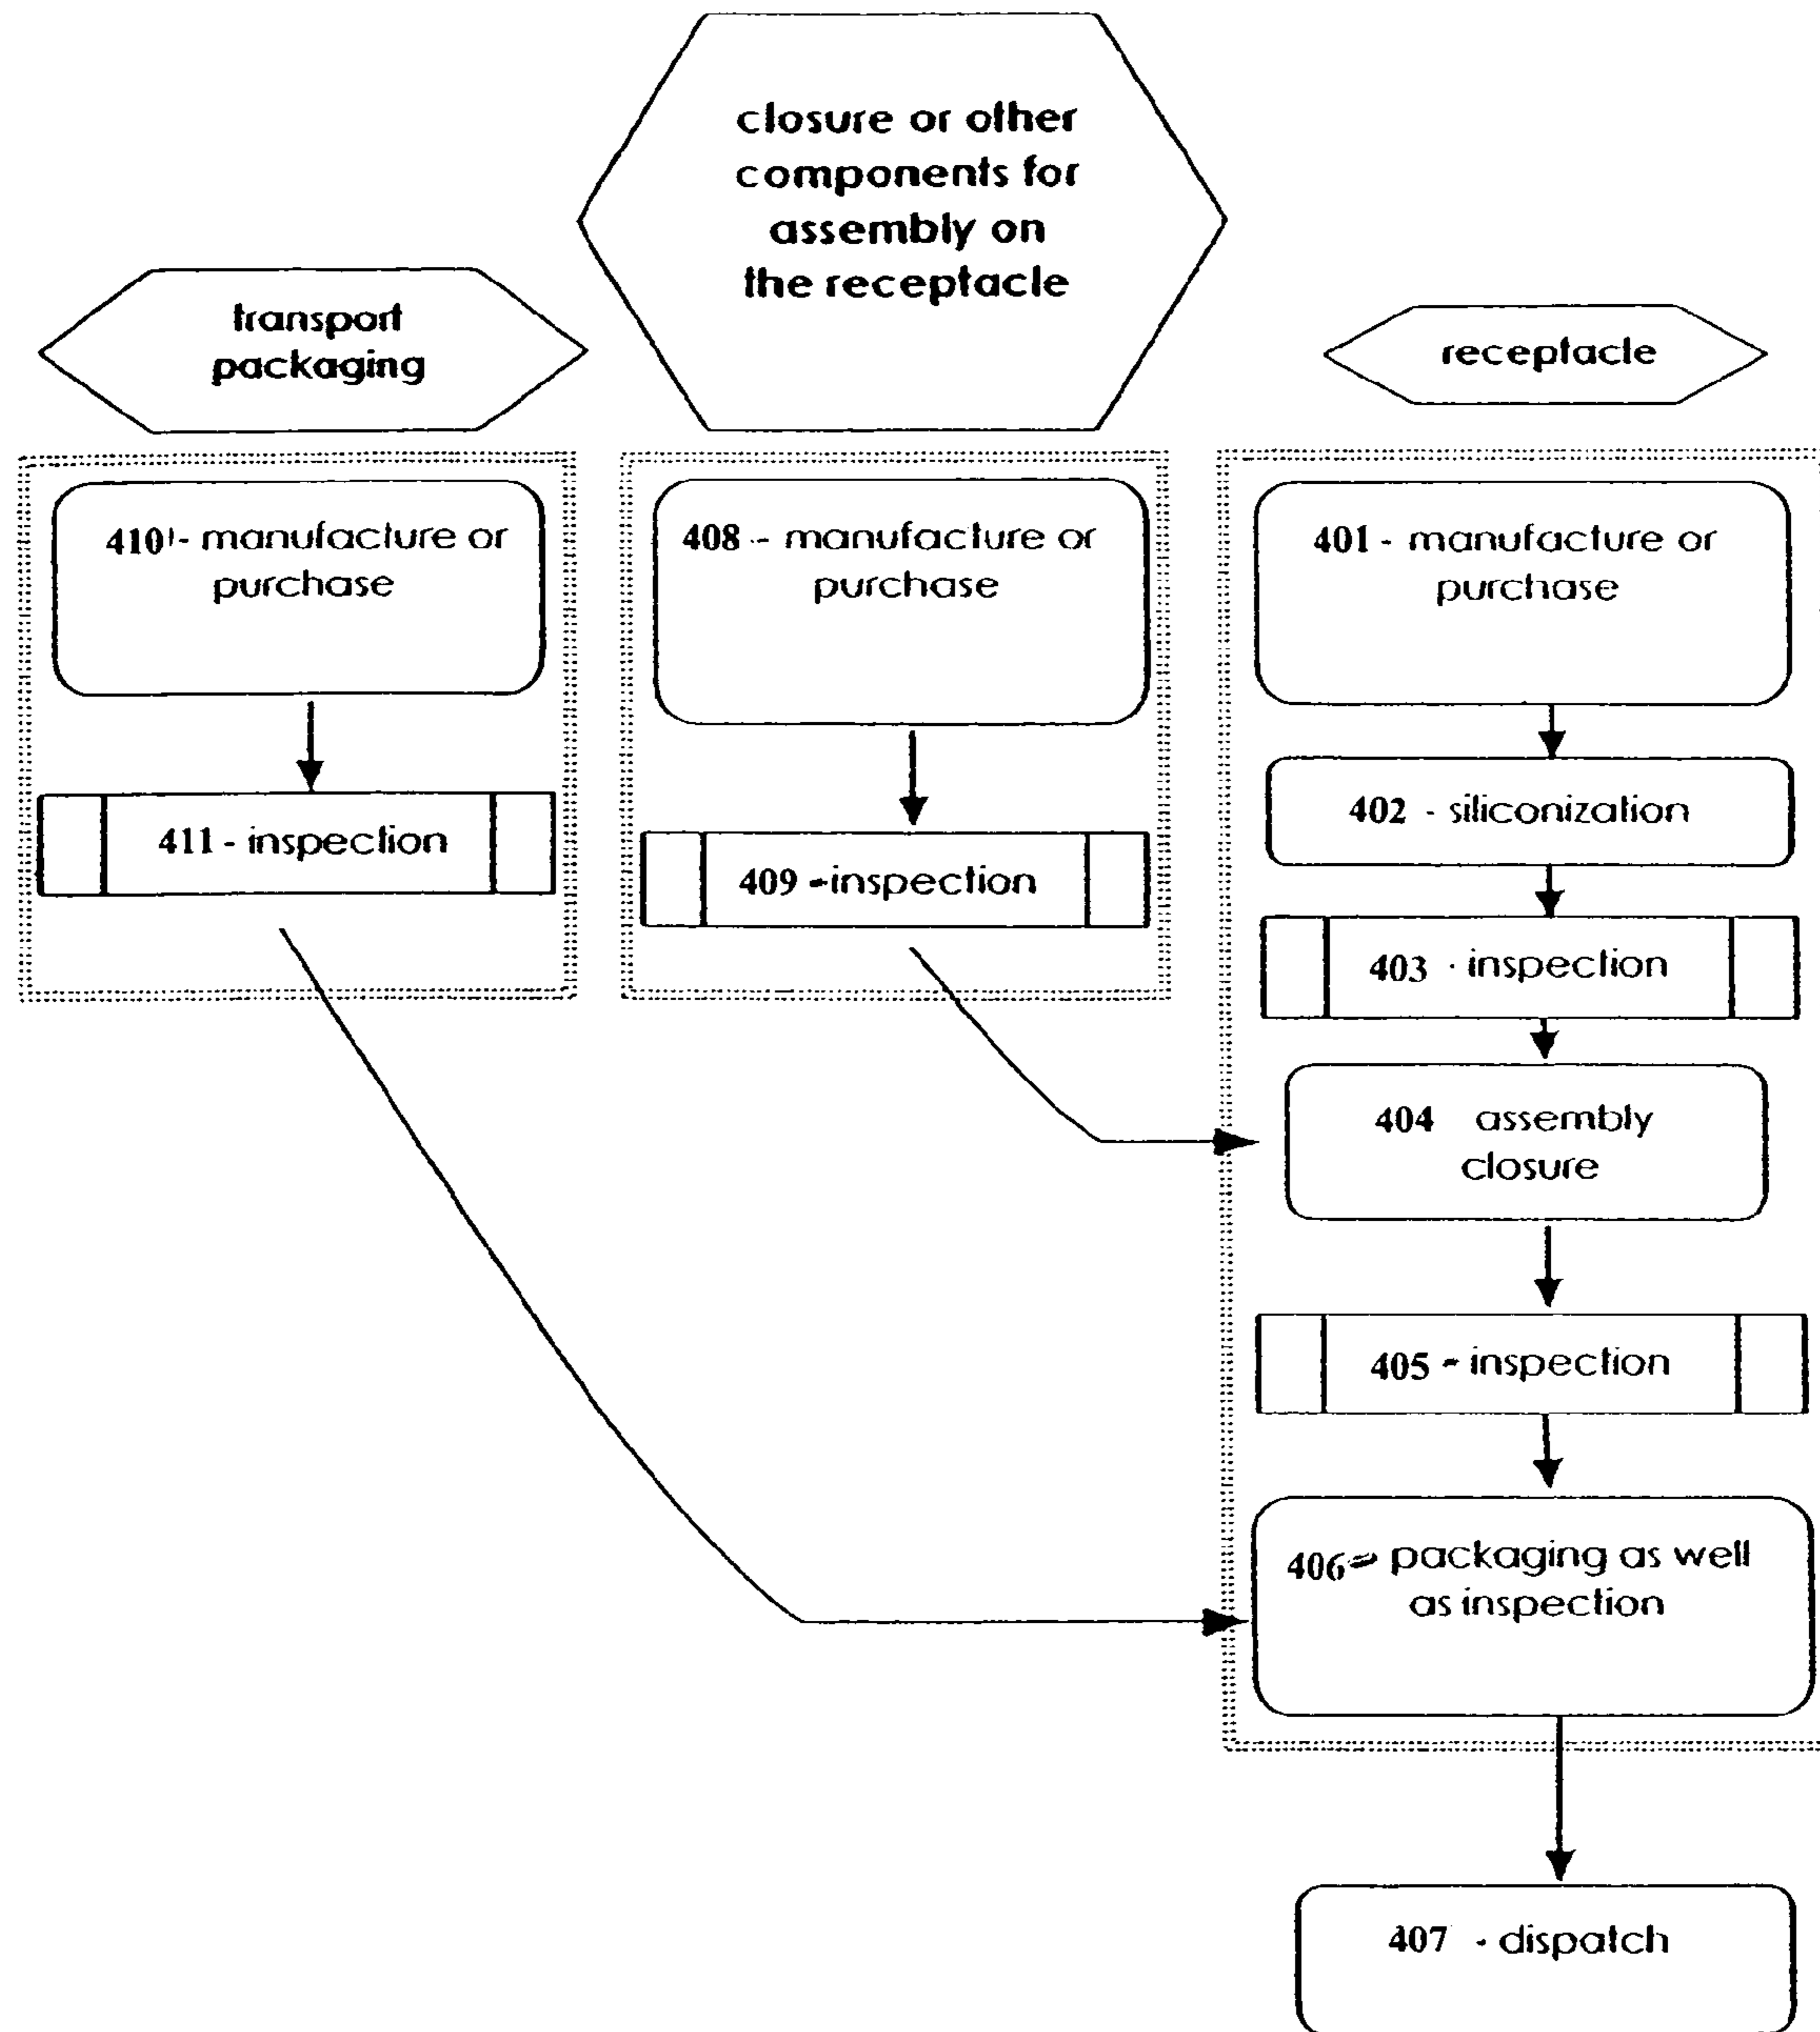 closure or other
components for
assembly on
the receptacle
transport
packaging
receptacle
410 - manufacture or
purchase
411 - inspection
408 - manufacture or
purchase
409 - inspection
401 - manufacture or
purchase
402 - siliconization
403 - inspection
404 assembly
closure
405 - inspection
406 - packaging as well
as inspection
407 - dispatch